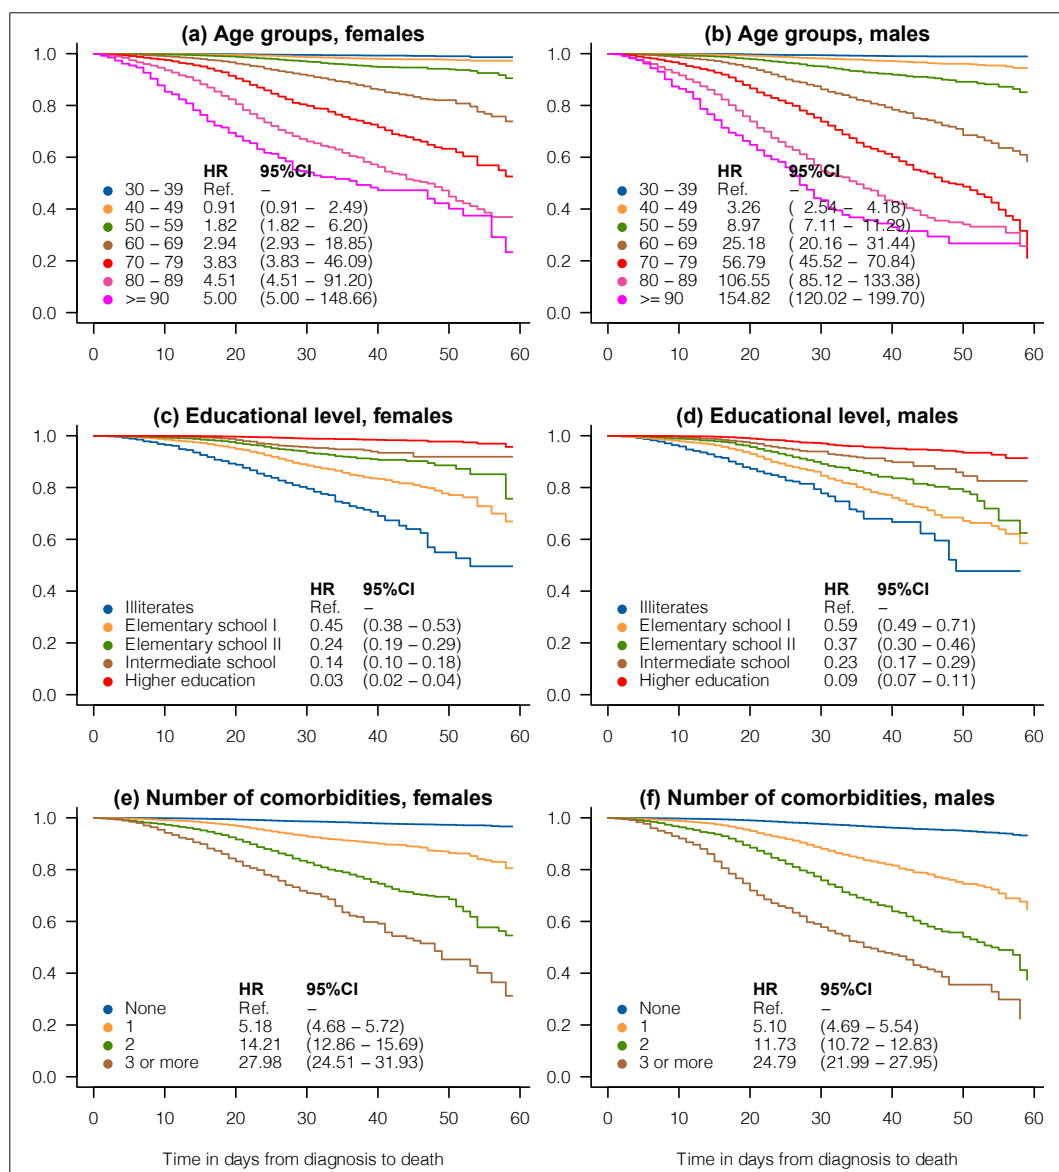 (a) Age groups, females
1.0
0.8
0.6
0.4
0.2
0.0
HR 95%CI
30 – 39 Ref. –
40 – 49 0.91 (0.91 – 2.49)
50 – 59 1.82 (1.82 – 6.20)
60 – 69 2.94 (2.93 – 18.85)
70 – 79 3.83 (3.83 – 46.09)
80 – 89 4.51 (4.51 – 91.20)
>= 90 5.00 (5.00 – 148.66)
0 10 20 30 40 50 60
(b) Age groups, males
1.0
0.8
0.6
0.4
0.2
0.0
HR 95%CI
30 – 39 Ref. –
40 – 49 3.26 ( 2.54 – 4.18)
50 – 59 8.97 ( 7.11 – 11.29)
60 – 69 25.18 ( 20.16 – 31.44)
70 – 79 56.79 ( 45.52 – 70.84)
80 – 89 106.55 ( 85.12 – 133.38)
>= 90 154.82 (120.02 – 199.70)
0 10 20 30 40 50 60
(c) Educational level, females
1.0
0.8
0.6
0.4
0.2
0.0
HR 95%CI
Illiterates Ref. –
Elementary school I 0.45 (0.38 – 0.53)
Elementary school II 0.24 (0.19 – 0.29)
Intermediate school 0.14 (0.10 – 0.18)
Higher education 0.03 (0.02 – 0.04)
0 10 20 30 40 50 60
(d) Educational level, males
1.0
0.8
0.6
0.4
0.2
0.0
HR 95%CI
Illiterates Ref. –
Elementary school I 0.59 (0.49 – 0.71)
Elementary school II 0.37 (0.30 – 0.46)
Intermediate school 0.23 (0.17 – 0.29)
Higher education 0.09 (0.07 – 0.11)
0 10 20 30 40 50 60
(e) Number of comorbidities, females
1.0
0.8
0.6
0.4
0.2
0.0
HR 95%CI
None Ref. –
1 5.18 (4.68 – 5.72)
2 14.21 (12.86 – 15.69)
3 or more 27.98 (24.51 – 31.93)
0 10 20 30 40 50 60
Time in days from diagnosis to death
(f) Number of comorbidities, males
1.0
0.8
0.6
0.4
0.2
0.0
HR 95%CI
None Ref. –
1 5.10 (4.69 – 5.54)
2 11.73 (10.72 – 12.83)
3 or more 24.79 (21.99 – 27.95)
0 10 20 30 40 50 60
Time in days from diagnosis to death